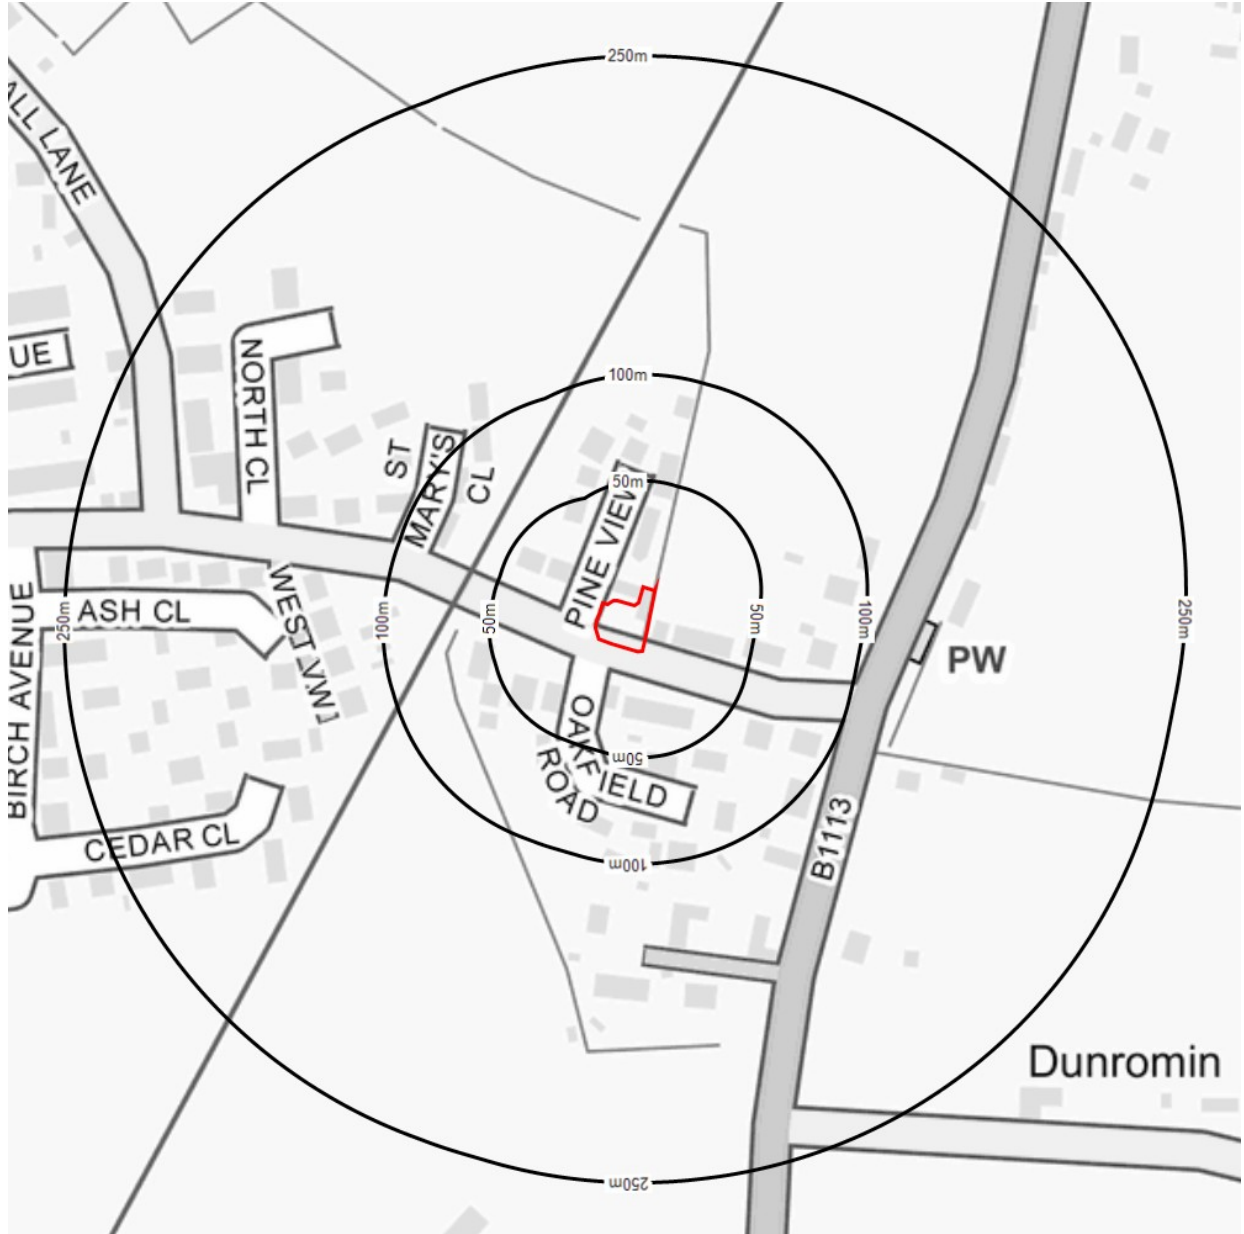 250m
ALL LANE
UE
NORTH CL
100m
ST
MARY'S
CL
50m
PINE VIEW
250m
BIRCH AVENUE
ASH CL
WEST VW
100m
50m
50m
100m
250m
PW
OAKFIELD
ROAD
50m
CEDAR CL
100m
B1113
Dunromin
250m